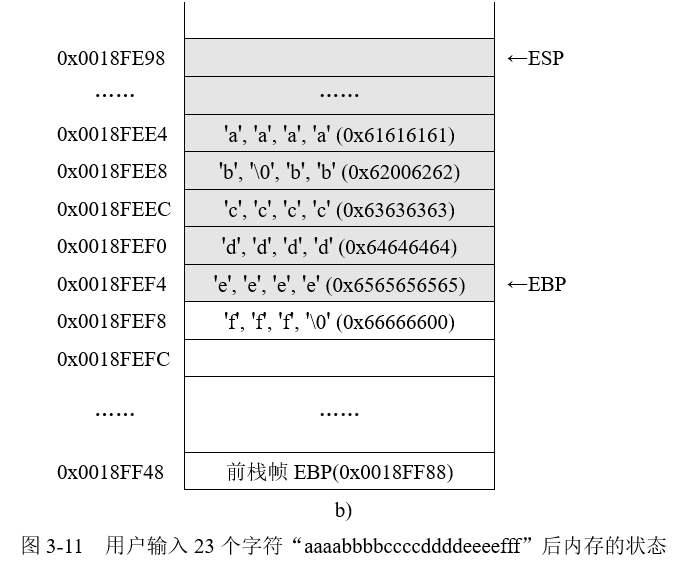 0x0018FE98 ←ESP
…… ……
0x0018FEE4 'a', 'a', 'a', 'a' (0x61616161)
0x0018FEE8 'b', '\0', 'b', 'b' (0x62006262)
0x0018FEEC 'c', 'c', 'c', 'c' (0x63636363)
0x0018FEF0 'd', 'd', 'd', 'd' (0x64646464)
0x0018FEF4 'e', 'e', 'e', 'e' (0x6565656565) ←EBP
0x0018FEF8 'f', 'f', 'f', '\0' (0x66666600)
0x0018FEFC
…… ……
0x0018FF48 前栈帧 EBP(0x0018FF88)
b)
图 3-11 用户输入 23 个字符“aaaabbbbccccddddeeeefff”后内存的状态